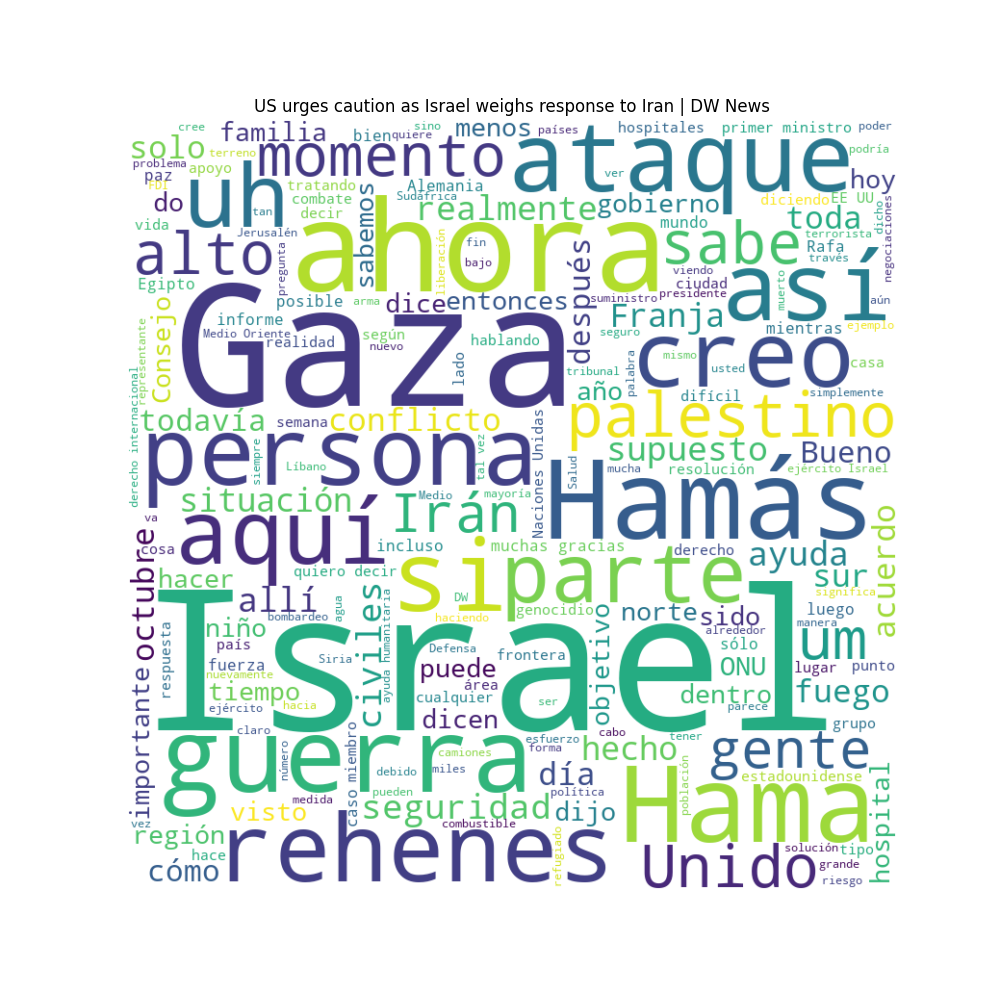 US urges caution as Israel weighs response to Iran | DW News
cree
familia
bien
quiere
sino
menos
países
hospitales
primer ministro
poder
solo
terreno
momento
ataque
podría
problema
paz
apoyo
FDI
uh
tratando
combate
decir
sabemos
Alemania
Sudáfrica
realmente
ver
gobierno
mundo
diciendo
EE UU
hoy
dicho
negociaciones
do
tan
vida
Jerusalén
ahora
liberación
fin
bajo
sabe
toda
terrorista
Rafa
través
alto
pregunta
Egipto
posible
arma
dice
entonces
después
suministro
viendo
ciudad
presidente
muerto
así
aún
Consejo
representante
informe
Medio Oriente
realidad
Gaza
según
nuevo
lado
hablando
Franja
seguro
mientras
ejemplo
creo
casa
tribunal
mismo
usted
palabra
año
difícil
simplemente
todavía
semana
conflicto
palestino
derecho internacional
persona
siempre
Líbano
tal vez
Naciones Unidas
Salud
supuesto
mucha
resolución
Bueno
ejército Israel
situación
Medio
mayoría
Hamás
va
cosa
aquí
Irán
incluso
muchas gracias
derecho
ayuda
acuerdo
octubre
hacer
quiero decir
si
parte
sur
significa
allí
agua
ayuda humanitaria
civiles
DW
haciendo
genocidio
objetivo
norte
sido
luego
manera
bombardeo
niño
país
respuesta
Israel
Siria
Defensa
puede
área
frontera
alrededor
sólo
um
lugar
punto
importante
fuerza
nuevamente
tiempo
ejército
hacia
cualquier
ser
ONU
dentro
parece
fuego
dicen
claro
guerra
número
caso miembro
esfuerzo
forma
cabo
tener
grupo
hecho
gente
camiones
debido
miles
día
política
población
estadounidense
hospital
pueden
visto
medida
seguridad
combustible
dijo
Hama
vez
región
hace
cómo
rehenes
refugiado
Unido
solución
tipo
grande
riesgo